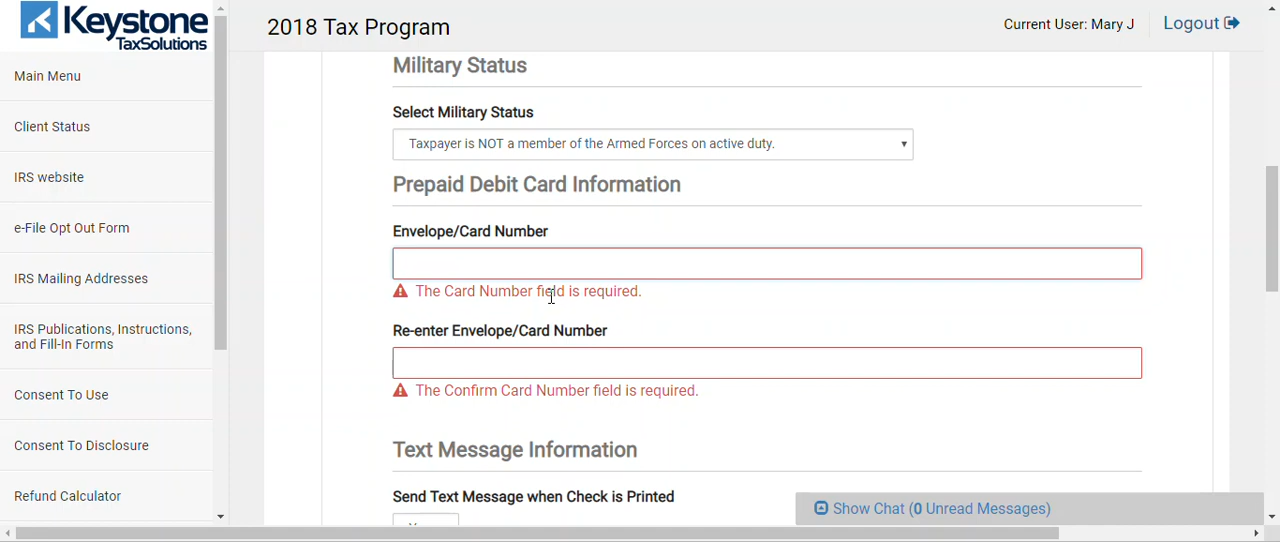 Keystone
TaxSolutions
2018 Tax Program
Current User: Mary J
Logout
Main Menu
Client Status
IRS website
e-File Opt Out Form
IRS Mailing Addresses
IRS Publications, Instructions,
and Fill-In Forms
Consent To Use
Consent To Disclosure
Refund Calculator
Military Status
Select Military Status
Taxpayer is NOT a member of the Armed Forces on active duty.
Prepaid Debit Card Information
Envelope/Card Number
The Card Number field is required.
Re-enter Envelope/Card Number
The Confirm Card Number field is required.
Text Message Information
Send Text Message when Check is Printed
Show Chat (0 Unread Messages)